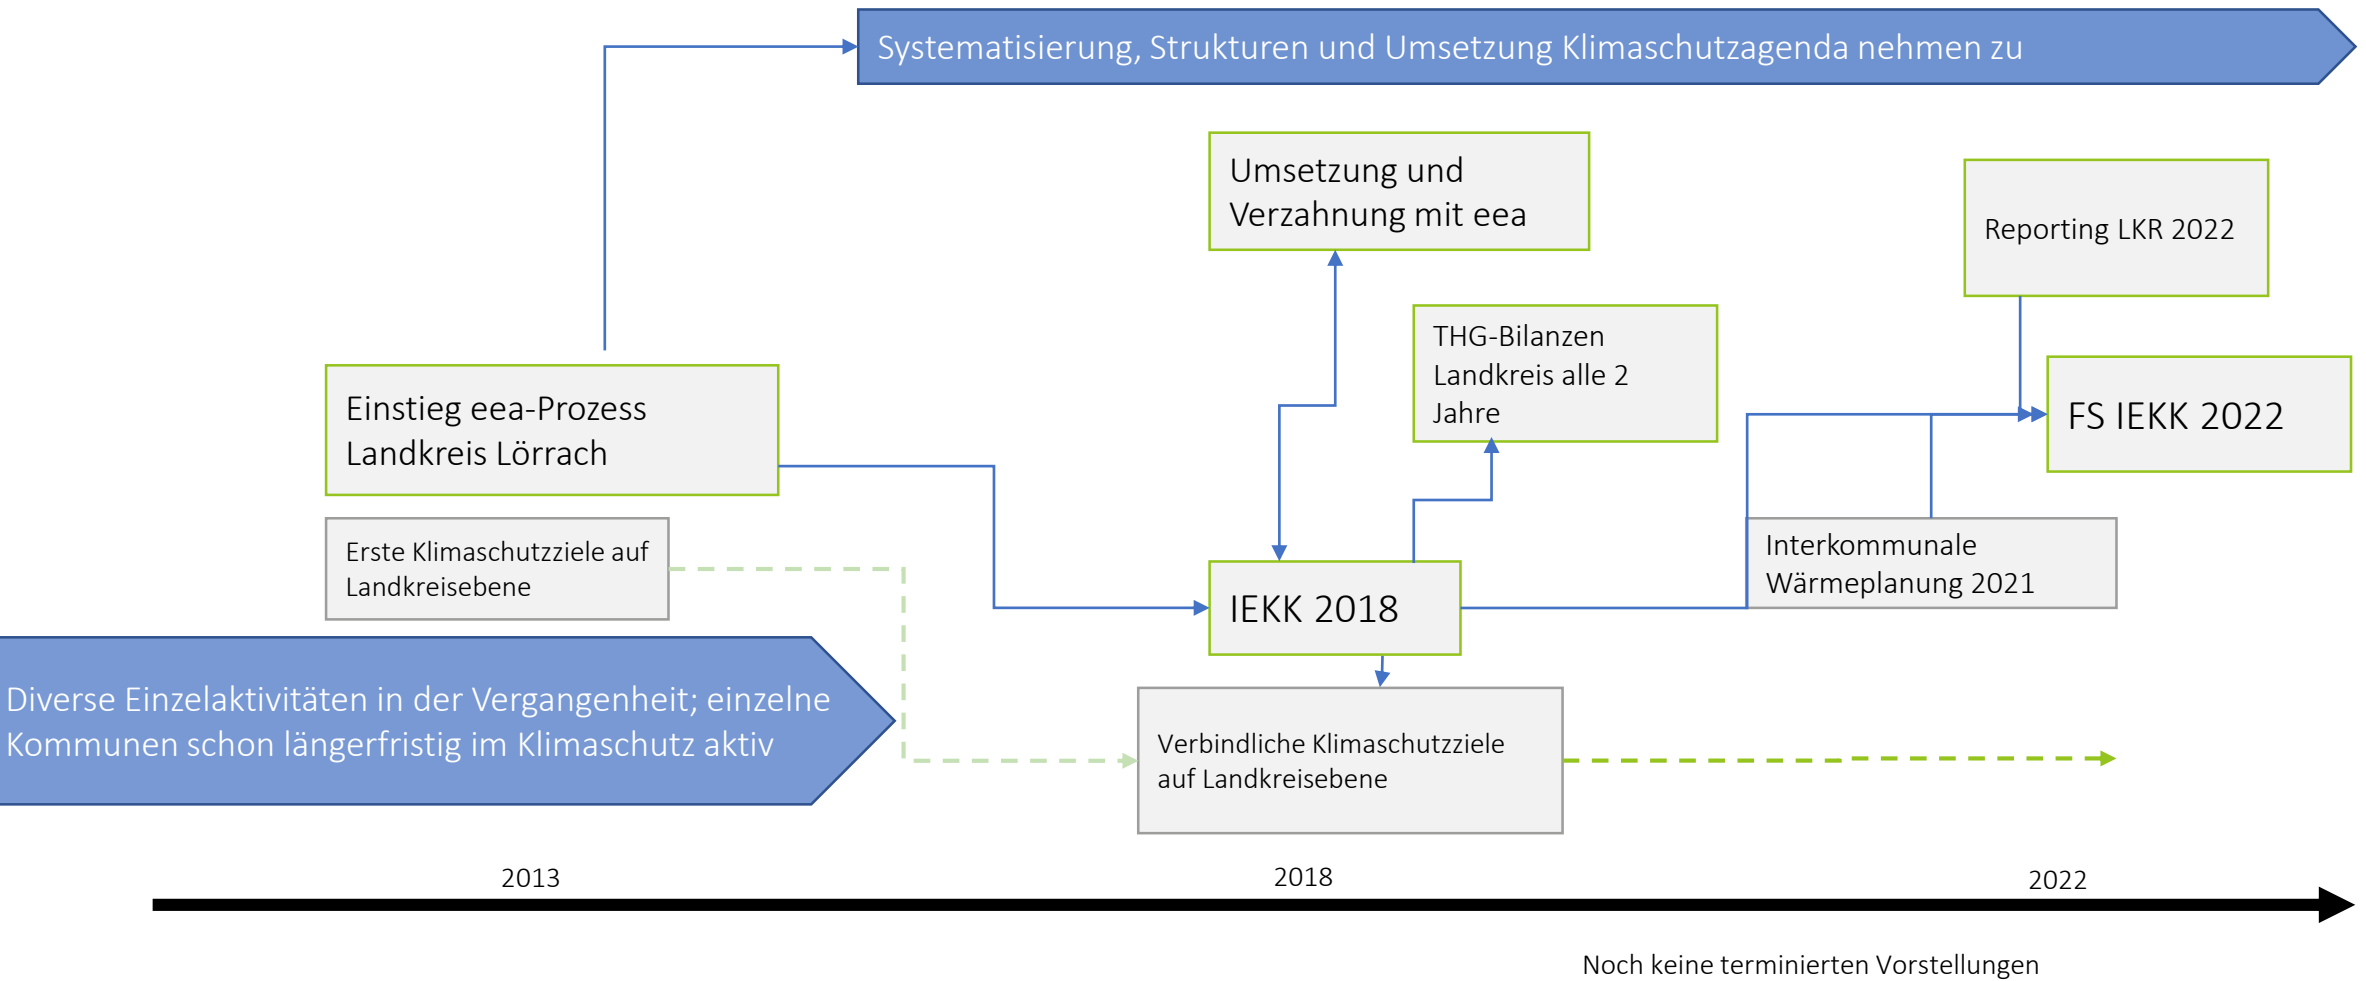 Systematisierung, Strukturen und Umsetzung Klimaschutzagenda nehmen zu
Umsetzung und
Verzahnung mit eea
Reporting LKR 2022
THG-Bilanzen
Landkreis alle 2
Jahre
Einstieg eea-Prozess
Landkreis Lörrach
FS IEKK 2022
Erste Klimaschutzziele auf
Landkreisebene
Interkommunale
Wärmeplanung 2021
IEKK 2018
Diverse Einzelaktivitäten in der Vergangenheit; einzelne
Kommunen schon längerfristig im Klimaschutz aktiv
Verbindliche Klimaschutzziele
auf Landkreisebene
2013
2018
2022
Noch keine terminierten Vorstellungen